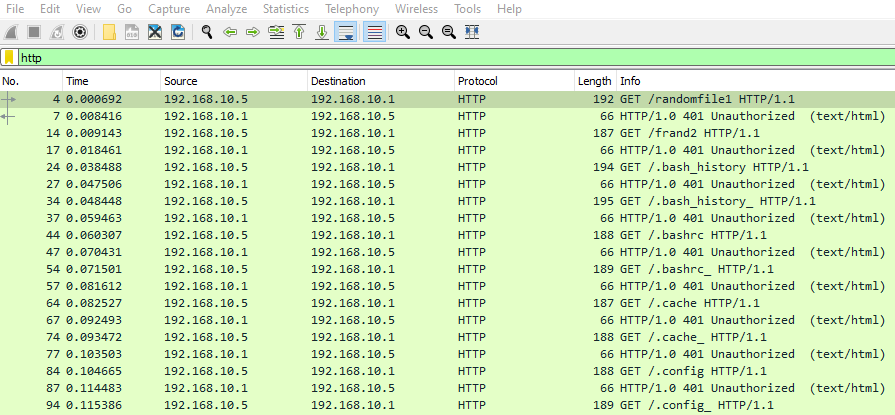 File Edit View Go Capture Analyze Statistics Telephony Wireless Tools Help
http
No. Time Source Destination Protocol Length Info
4 0.000692 192.168.10.5 192.168.10.1 HTTP 192 GET /randomfile1 HTTP/1.1
7 0.008416 192.168.10.1 192.168.10.5 HTTP 66 HTTP/1.0 401 Unauthorized (text/html)
14 0.009143 192.168.10.5 192.168.10.1 HTTP 187 GET /frand2 HTTP/1.1
17 0.018461 192.168.10.1 192.168.10.5 HTTP 66 HTTP/1.0 401 Unauthorized (text/html)
24 0.038488 192.168.10.5 192.168.10.1 HTTP 194 GET /.bash_history HTTP/1.1
27 0.047506 192.168.10.1 192.168.10.5 HTTP 66 HTTP/1.0 401 Unauthorized (text/html)
34 0.048448 192.168.10.5 192.168.10.1 HTTP 195 GET /.bash_history_ HTTP/1.1
37 0.059463 192.168.10.1 192.168.10.5 HTTP 66 HTTP/1.0 401 Unauthorized (text/html)
44 0.060307 192.168.10.5 192.168.10.1 HTTP 188 GET /.bashrc HTTP/1.1
47 0.070431 192.168.10.1 192.168.10.5 HTTP 66 HTTP/1.0 401 Unauthorized (text/html)
54 0.071501 192.168.10.5 192.168.10.1 HTTP 189 GET /.bashrc_ HTTP/1.1
57 0.081612 192.168.10.1 192.168.10.5 HTTP 66 HTTP/1.0 401 Unauthorized (text/html)
64 0.082527 192.168.10.5 192.168.10.1 HTTP 187 GET /.cache HTTP/1.1
67 0.092493 192.168.10.1 192.168.10.5 HTTP 66 HTTP/1.0 401 Unauthorized (text/html)
74 0.093472 192.168.10.5 192.168.10.1 HTTP 188 GET /.cache_ HTTP/1.1
77 0.103503 192.168.10.1 192.168.10.5 HTTP 66 HTTP/1.0 401 Unauthorized (text/html)
84 0.104665 192.168.10.5 192.168.10.1 HTTP 188 GET /.config HTTP/1.1
87 0.114483 192.168.10.1 192.168.10.5 HTTP 66 HTTP/1.0 401 Unauthorized (text/html)
94 0.115386 192.168.10.5 192.168.10.1 HTTP 189 GET /.config_ HTTP/1.1